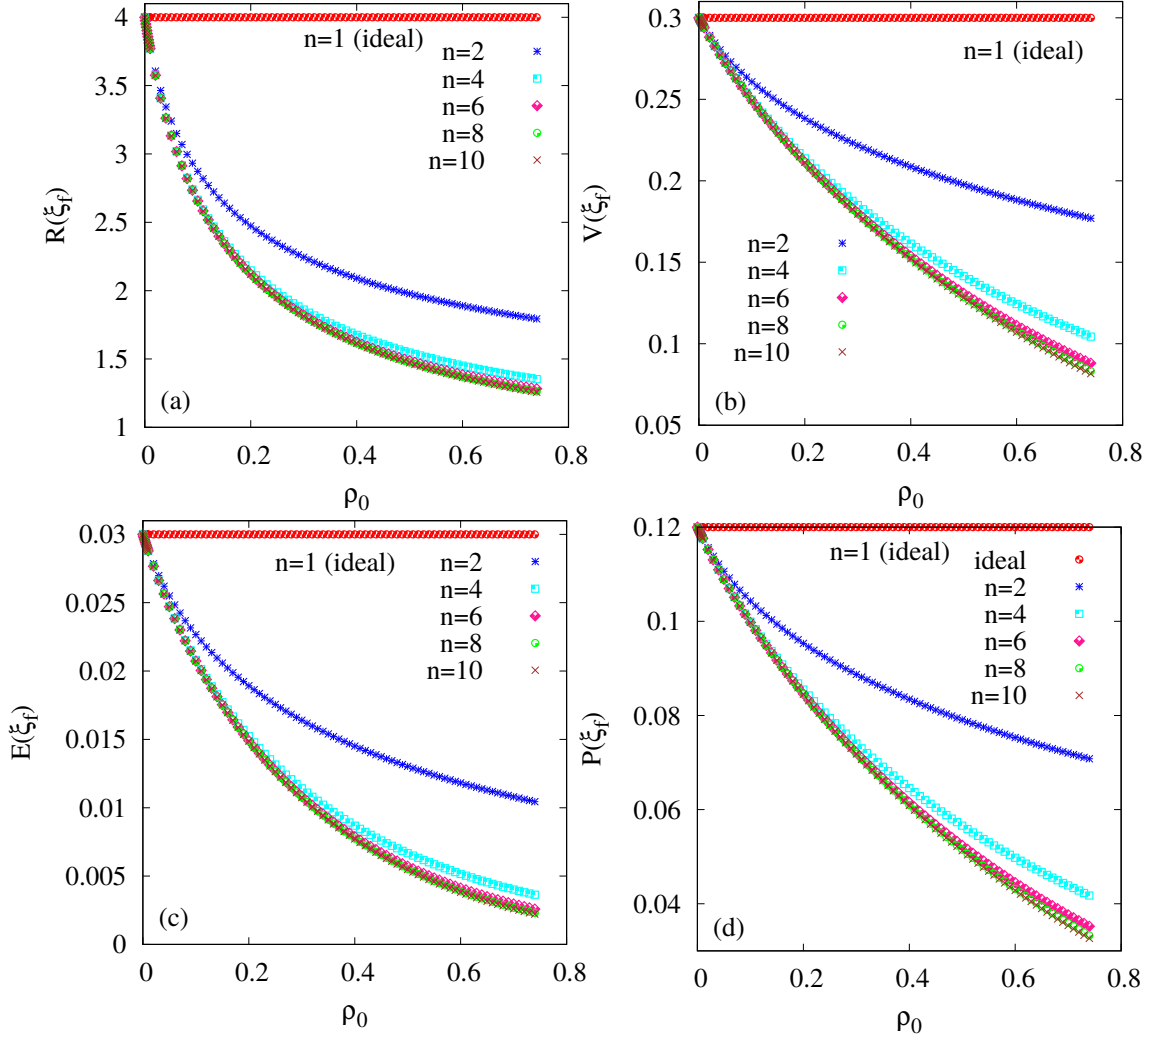 4
3.5
3
2.5
2
1.5
1
0
0.2
0.4
0.6
0.8
R(ξf)
ρ0
n=1 (ideal)
n=2
n=4
n=6
n=8
n=10
(a)
0.3
0.25
0.2
0.15
0.1
0.05
0
0.2
0.4
0.6
0.8
V(ξf)
ρ0
n=1 (ideal)
n=2
n=4
n=6
n=8
n=10
(b)
0.03
0.025
0.02
0.015
0.01
0.005
0
0
0.2
0.4
0.6
0.8
E(ξf)
ρ0
n=1 (ideal)
n=2
n=4
n=6
n=8
n=10
(c)
0.12
0.1
0.08
0.06
0.04
0
0.2
0.4
0.6
0.8
P(ξf)
ρ0
n=1 (ideal)
ideal
n=2
n=4
n=6
n=8
n=10
(d)